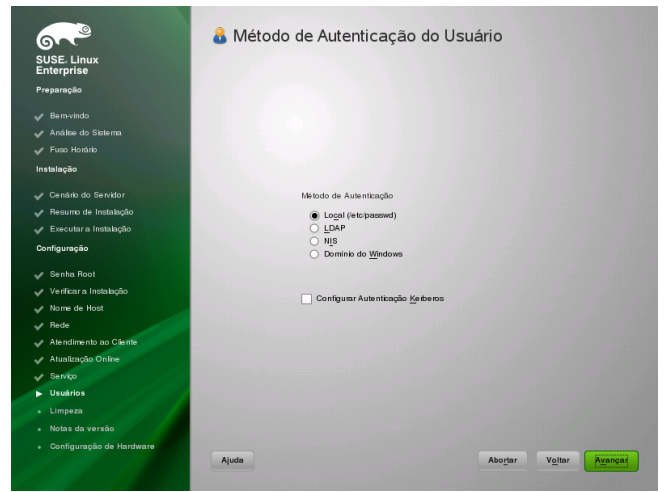 SUSE. Linux
Enterprise
Preparação
Bem-vindo
Análise do Sistema
Fuso Horário
Instalação
Cenário do Servidor
Resumo de Instalação
Executar a Instalação
Configuração
Senha Root
Verificar a Instalação
Nome de Host
Rede
Atendimento ao Cliente
Atualização Online
Serviço
Usuários
Limpeza
Notas da versão
Configuração de Hardware
Método de Autenticação do Usuário
Método de Autenticação
Local (/etc/passwd)
LDAP
NIS
Domínio do Windows
Configurar Autenticação Kerberos
Ajuda
Abortar
Voltar
Avançar